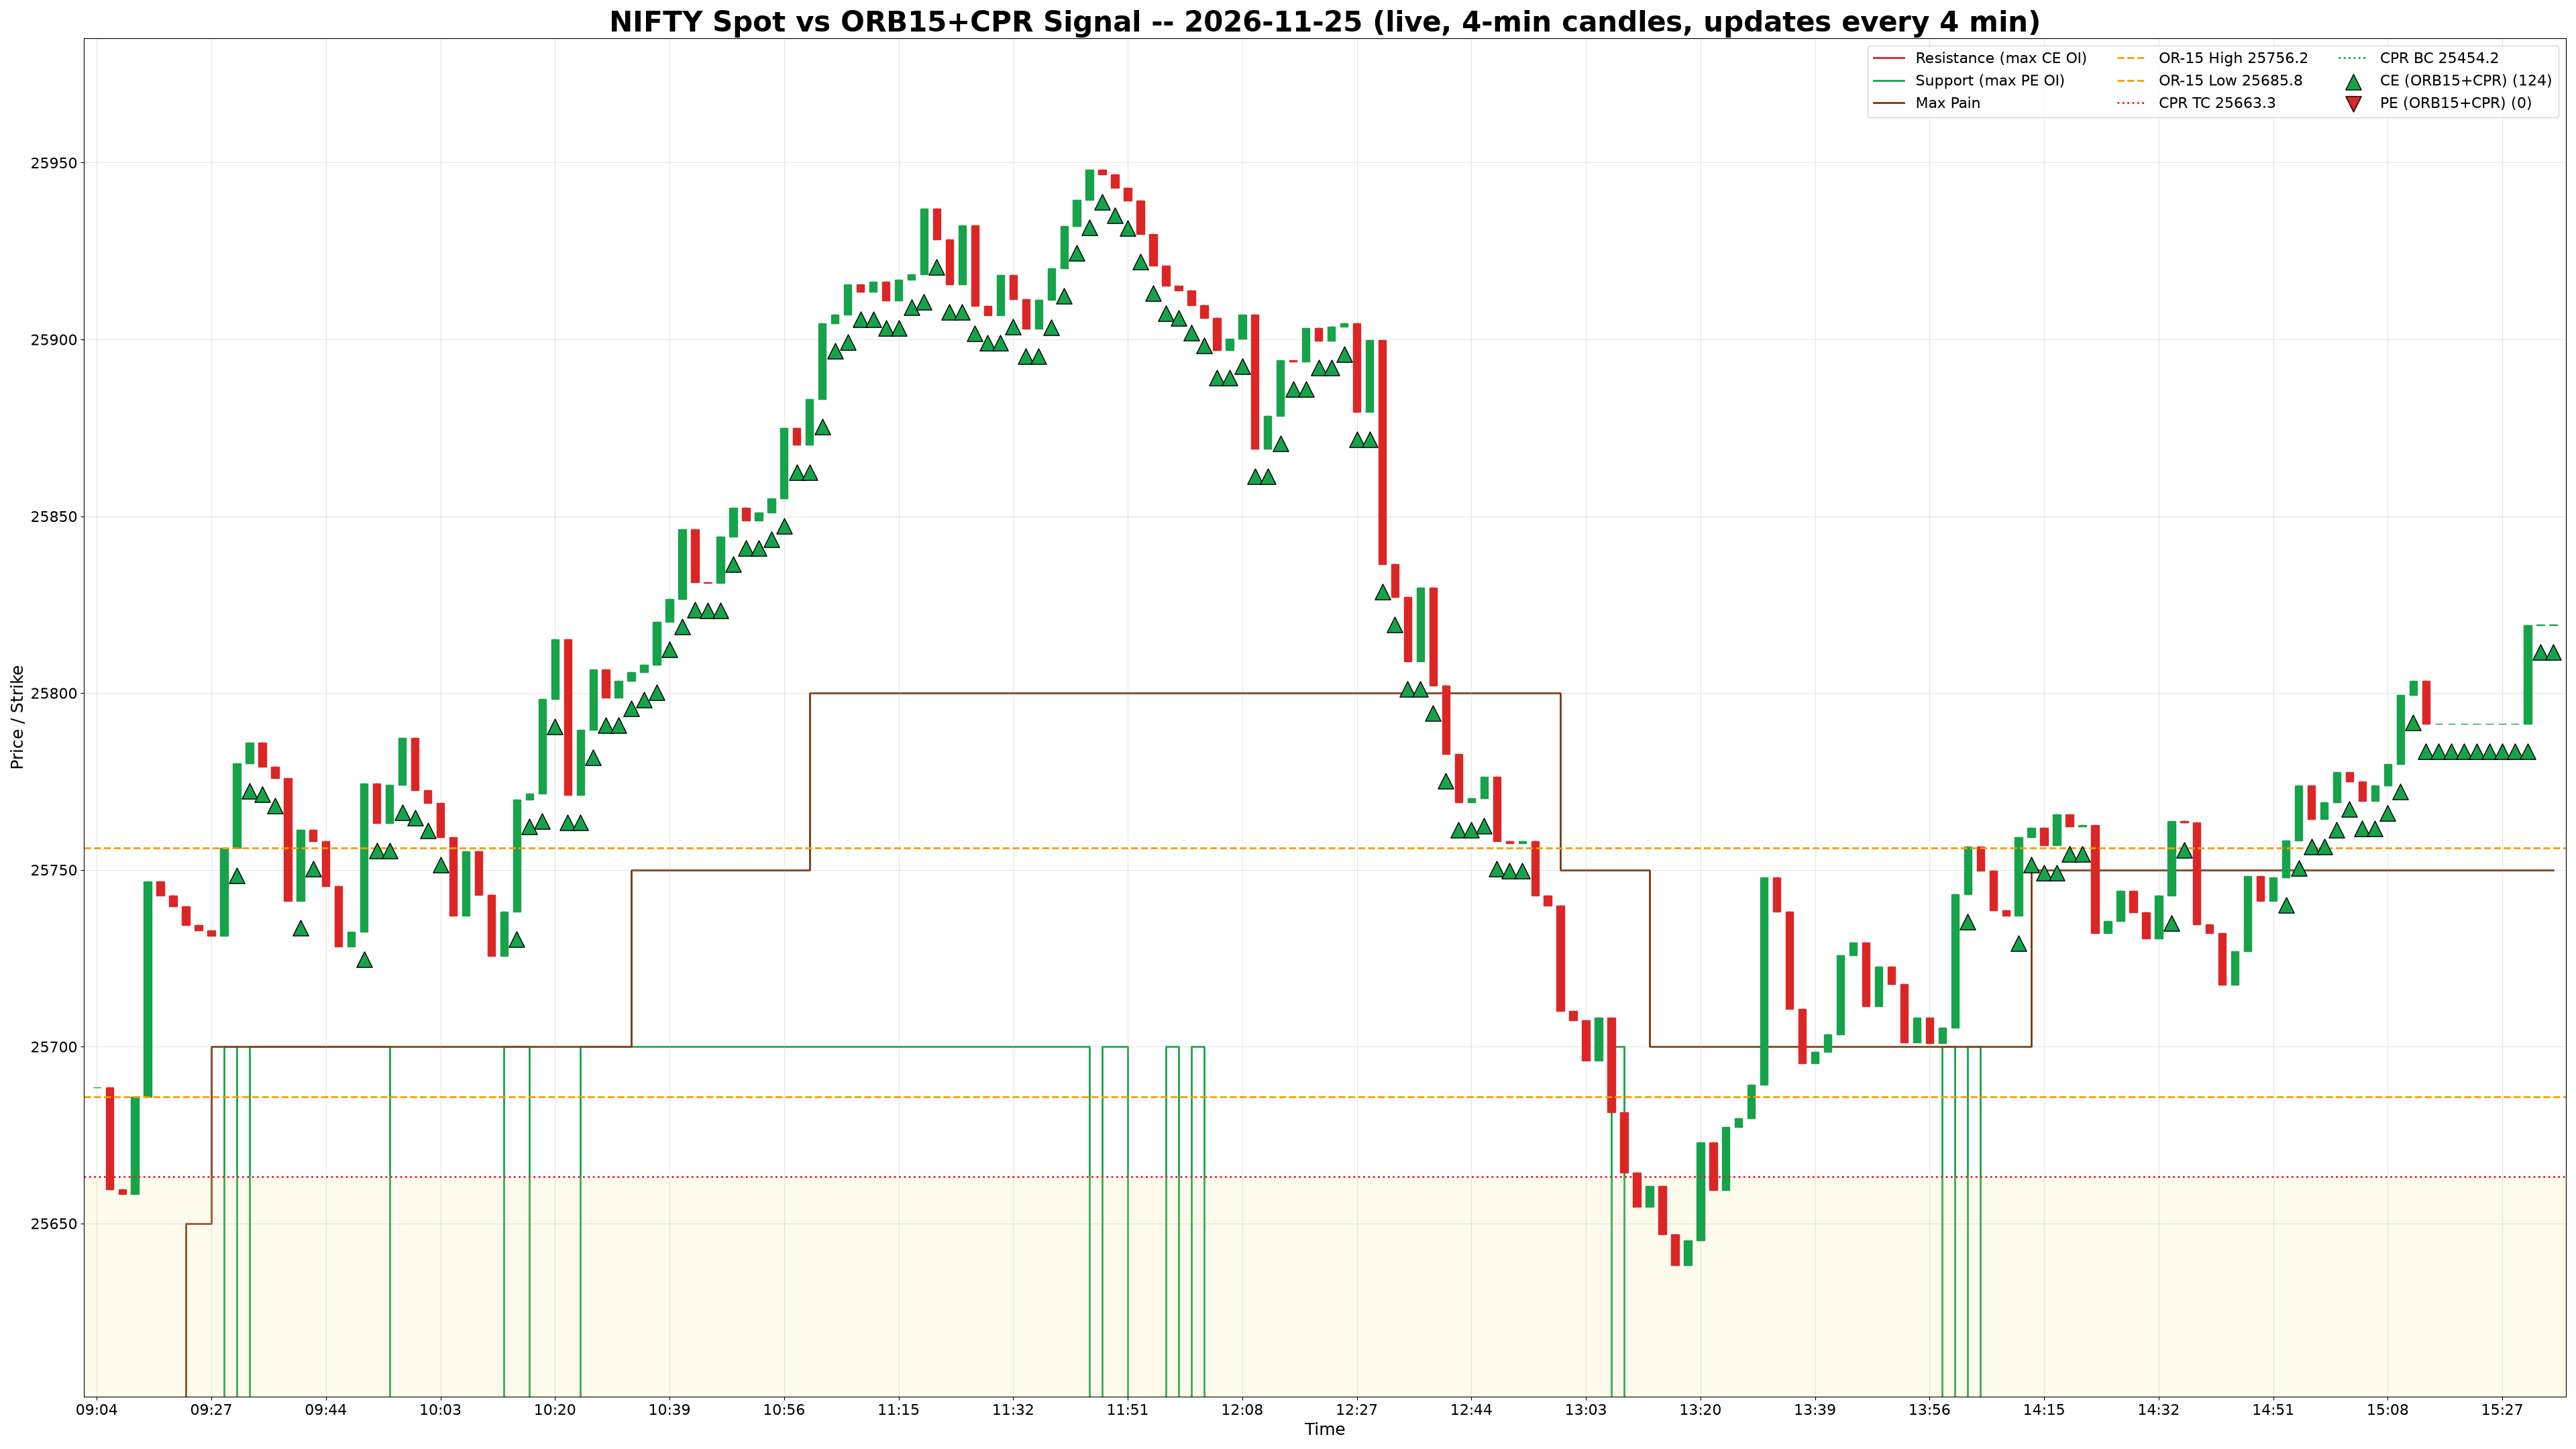 NIFTY Spot vs ORB15+CPR Signal -- 2026-11-25 (live, 4-min candles, updates every 4 min)
Resistance (max CE OI)
Support (max PE OI)
Max Pain
OR-15 High 25756.2
OR-15 Low 25685.8
CPR TC 25663.3
CPR BC 25454.2
CE (ORB15+CPR) (124)
PE (ORB15+CPR) (0)
Price / Strike
25950
25900
25850
25800
25750
25700
25650
09:04 09:27 09:44 10:03 10:20 10:39 10:56 11:15 11:32 11:51 12:08 12:27 12:44 13:03 13:20 13:39 13:56 14:15 14:32 14:51 15:08 15:27
Time